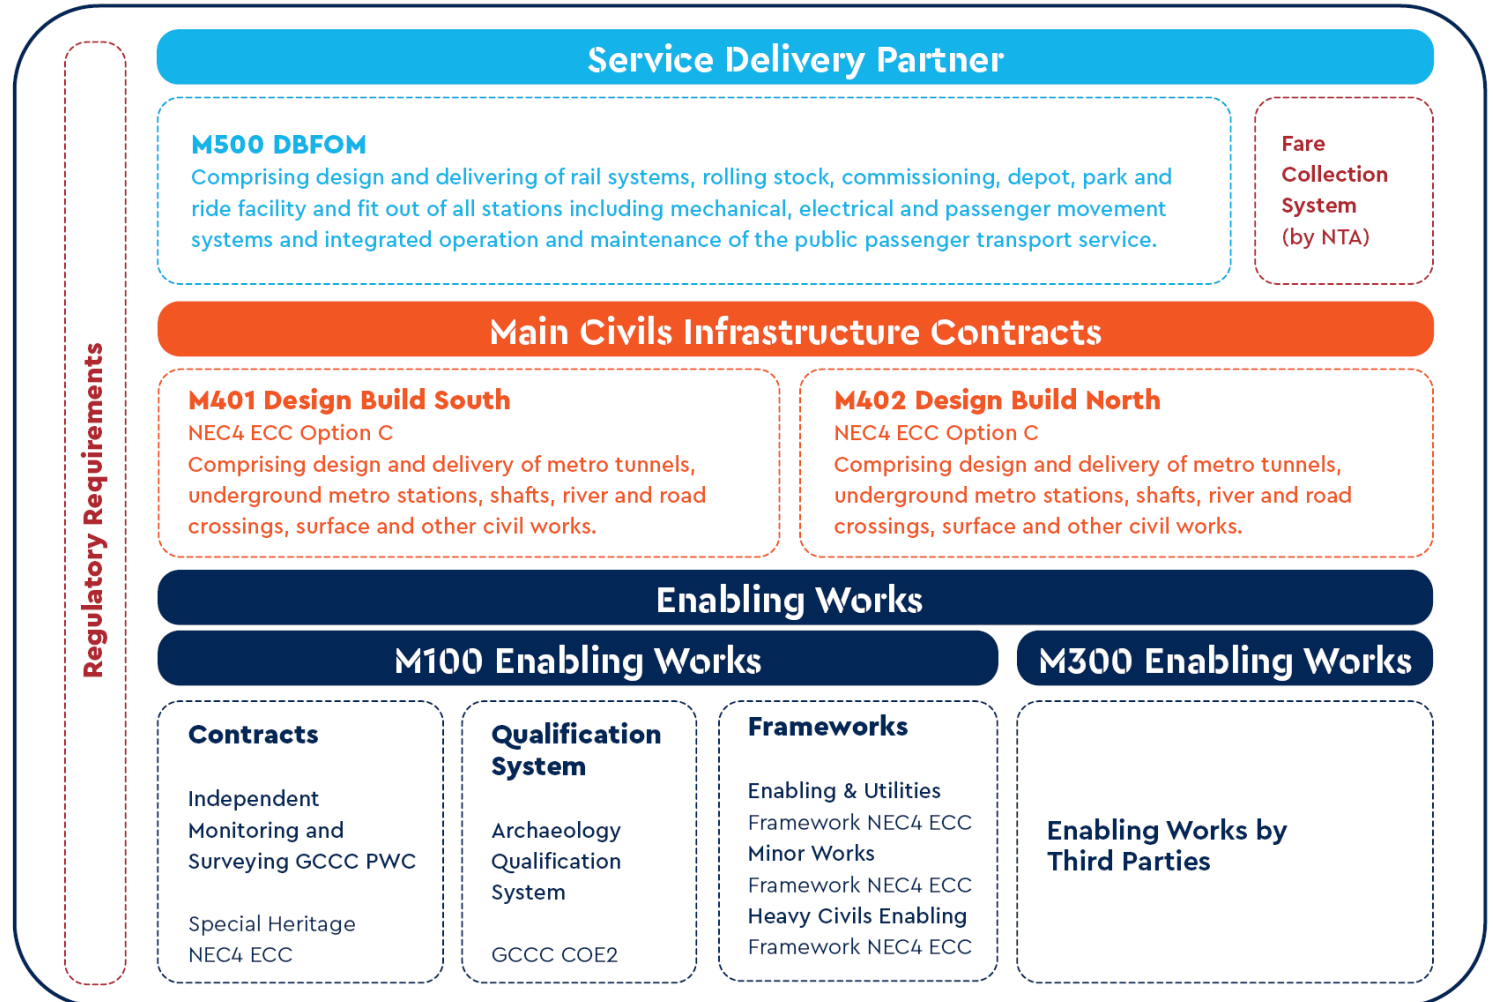 Regulatory Requirements
Service Delivery Partner
M500 DBFOM
Comprising design and delivering of rail systems, rolling stock, commissioning, depot, park and
ride facility and fit out of all stations including mechanical, electrical and passenger movement
systems and integrated operation and maintenance of the public passenger transport service.
Fare
Collection
System
(by NTA)
Main Civils Infrastructure Contracts
M401 Design Build South
NEC4 ECC Option C
Comprising design and delivery of metro tunnels,
underground metro stations, shafts, river and road
crossings, surface and other civil works.
M402 Design Build North
NEC4 ECC Option C
Comprising design and delivery of metro tunnels,
underground metro stations, shafts, river and road
crossings, surface and other civil works.
Enabling Works
M100 Enabling Works
Contracts
Independent
Monitoring and
Surveying GCCC PWC
Special Heritage
NEC4 ECC
Qualification
System
Archaeology
Qualification
System
GCCC COE2
Frameworks
Enabling & Utilities
Framework NEC4 ECC
Minor Works
Framework NEC4 ECC
Heavy Civils Enabling
Framework NEC4 ECC
M300 Enabling Works
Enabling Works by
Third Parties